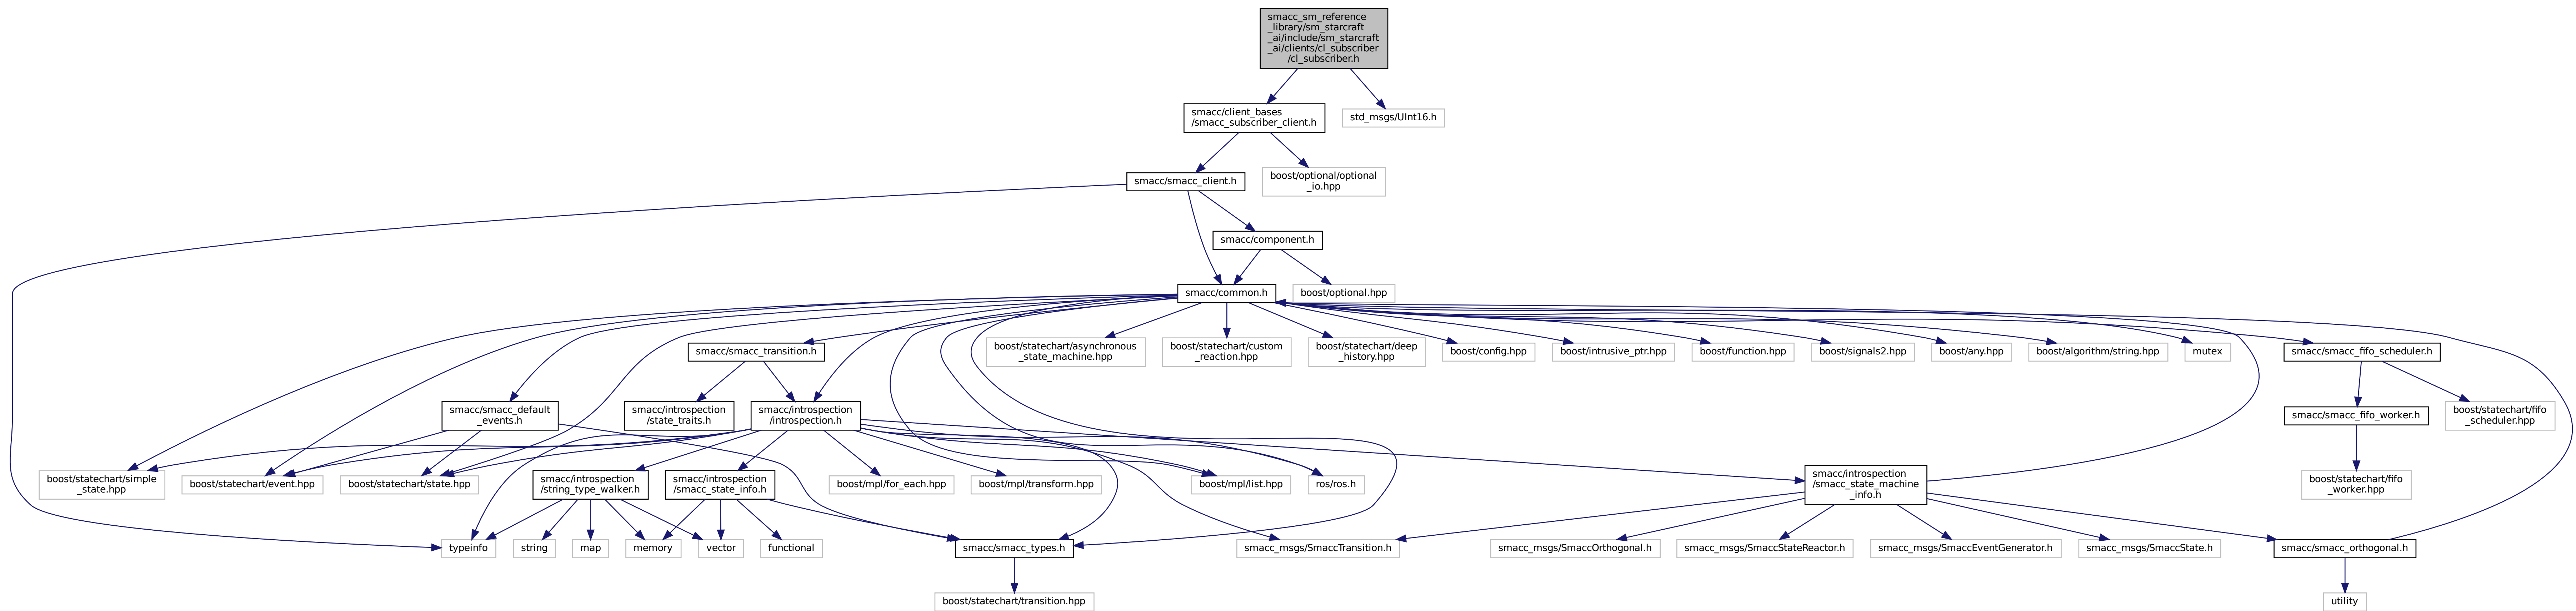 smacc_sm_reference
_library/sm_starcraft
_ai/include/sm_starcraft
_ai/clients/cl_subscriber
/cl_subscriber.h
smacc/client_bases
/smacc_subscriber_client.h
std_msgs/UInt16.h
smacc/smacc_client.h
boost/optional/optional
_io.hpp
smacc/component.h
smacc/common.h
boost/optional.hpp
smacc/smacc_transition.h
boost/statechart/asynchronous
_state_machine.hpp
boost/statechart/custom
_reaction.hpp
boost/statechart/deep
_history.hpp
boost/config.hpp
boost/intrusive_ptr.hpp
boost/function.hpp
boost/signals2.hpp
boost/any.hpp
boost/algorithm/string.hpp
mutex
smacc/smacc_fifo_scheduler.h
smacc/smacc_default
_events.h
smacc/introspection
/state_traits.h
smacc/introspection
/introspection.h
smacc/smacc_fifo_worker.h
boost/statechart/fifo
_scheduler.hpp
boost/statechart/simple
_state.hpp
boost/statechart/event.hpp
boost/statechart/state.hpp
smacc/introspection
/string_type_walker.h
smacc/introspection
/smacc_state_info.h
boost/mpl/for_each.hpp
boost/mpl/transform.hpp
boost/mpl/list.hpp
ros/ros.h
smacc/introspection
/smacc_state_machine
_info.h
boost/statechart/fifo
_worker.hpp
typeinfo
string
map
memory
vector
functional
smacc/smacc_types.h
smacc_msgs/SmaccTransition.h
smacc_msgs/SmaccOrthogonal.h
smacc_msgs/SmaccStateReactor.h
smacc_msgs/SmaccEventGenerator.h
smacc_msgs/SmaccState.h
smacc/smacc_orthogonal.h
boost/statechart/transition.hpp
utility